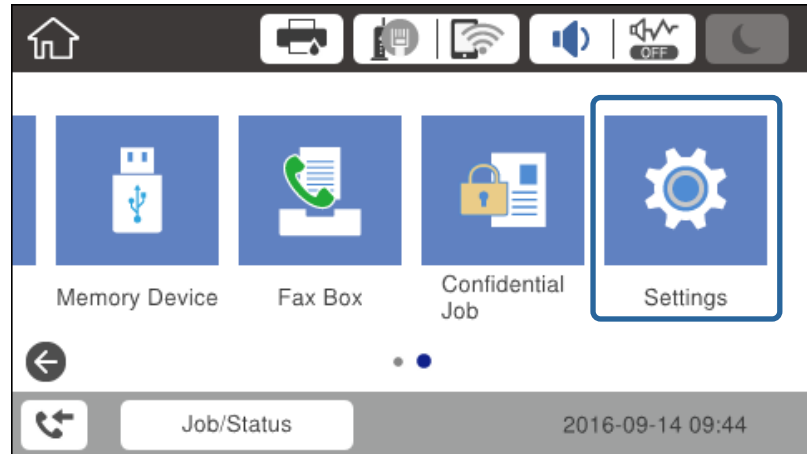 OFF
Memory Device
Fax Box
Confidential
Job
Settings
Job/Status
2016-09-14 09:44